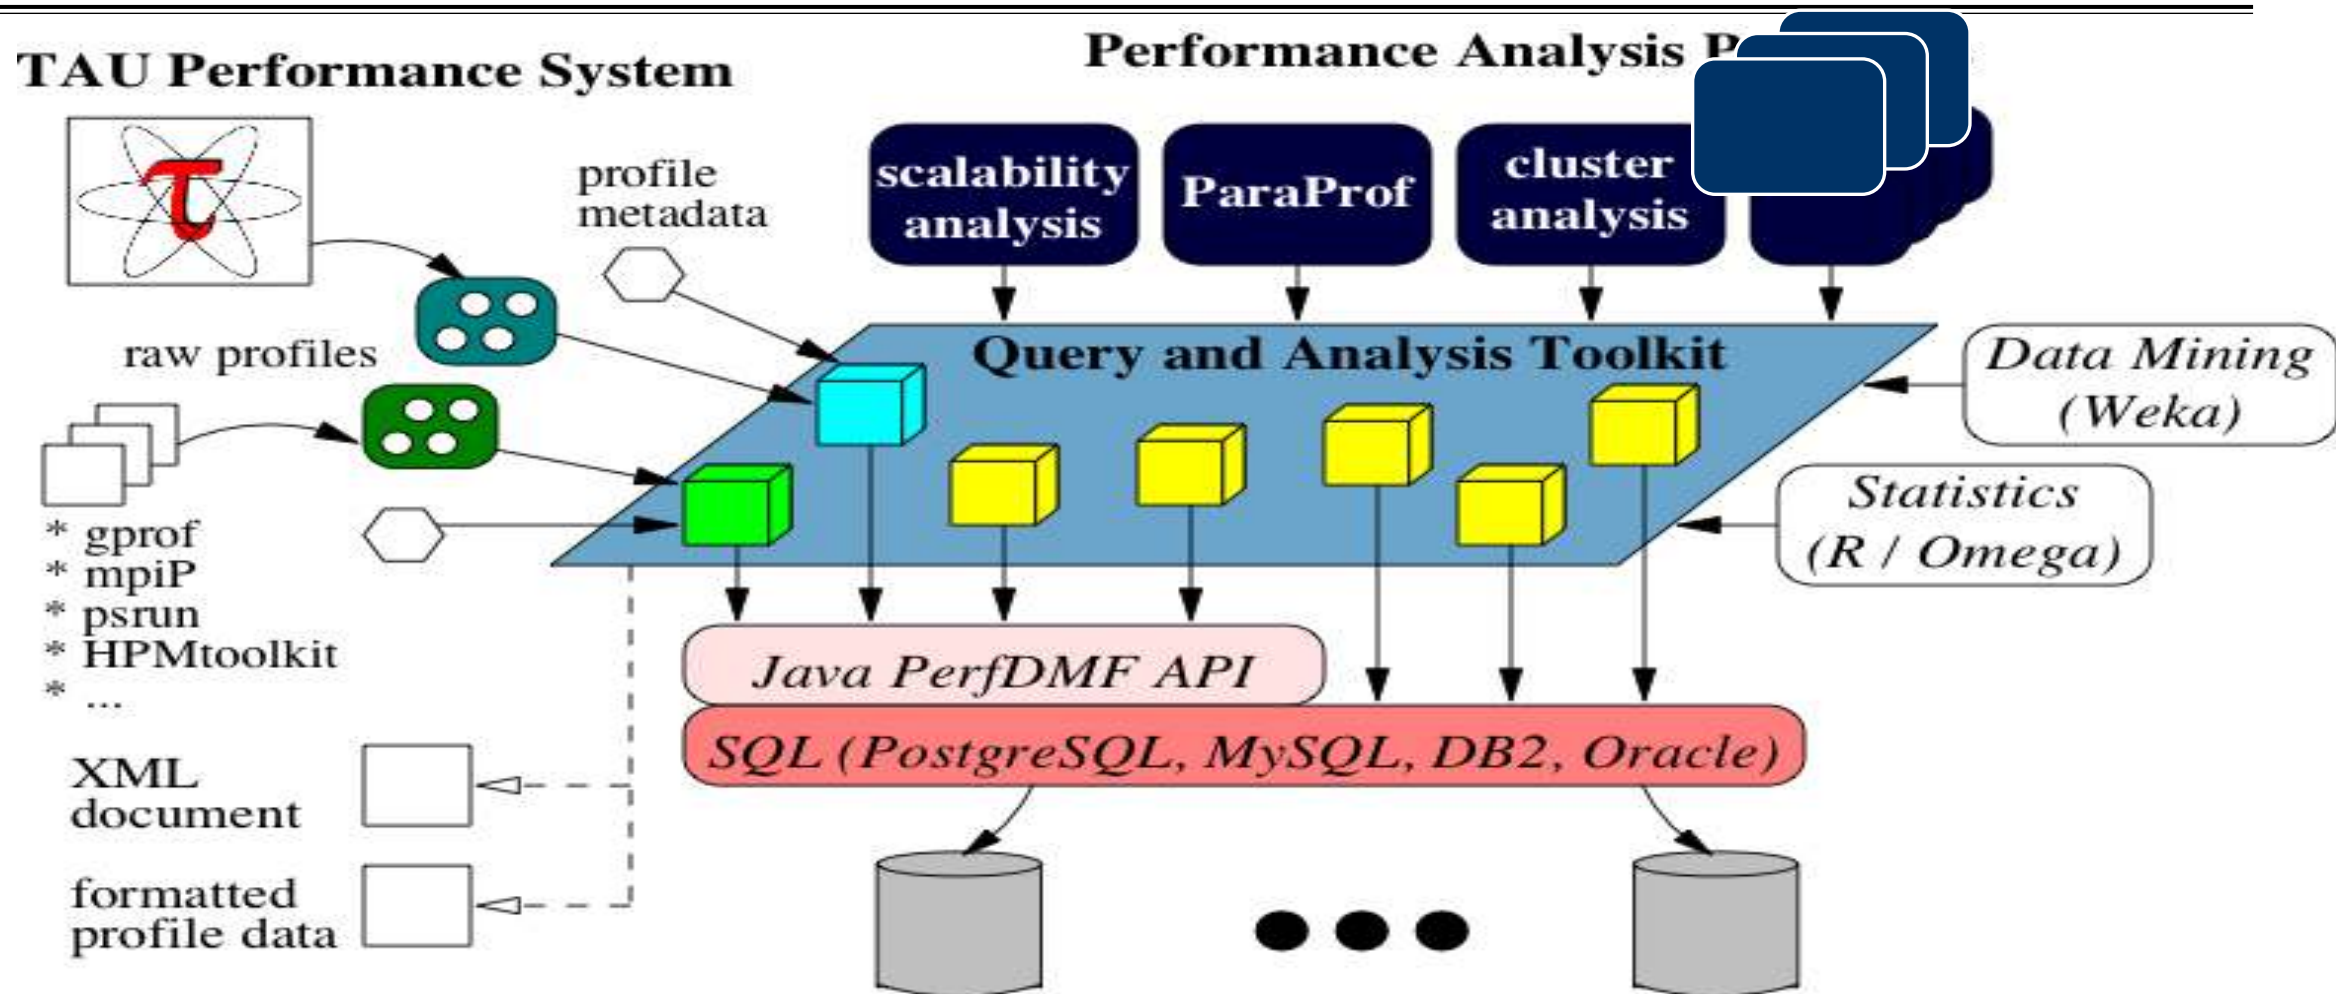 TAU Performance System
Performance Analysis
profile
metadata
scalability
analysis
ParaProf
cluster
analysis
τ
raw profiles
Query and Analysis Toolkit
Data Mining
(Weka)
Statistics
(R / Omega)
* gprof
* mpiP
* psrun
* HPMtoolkit
* ...
Java PerfDMF API
SQL (PostgreSQL, MySQL, DB2, Oracle)
XML
document
formatted
profile data